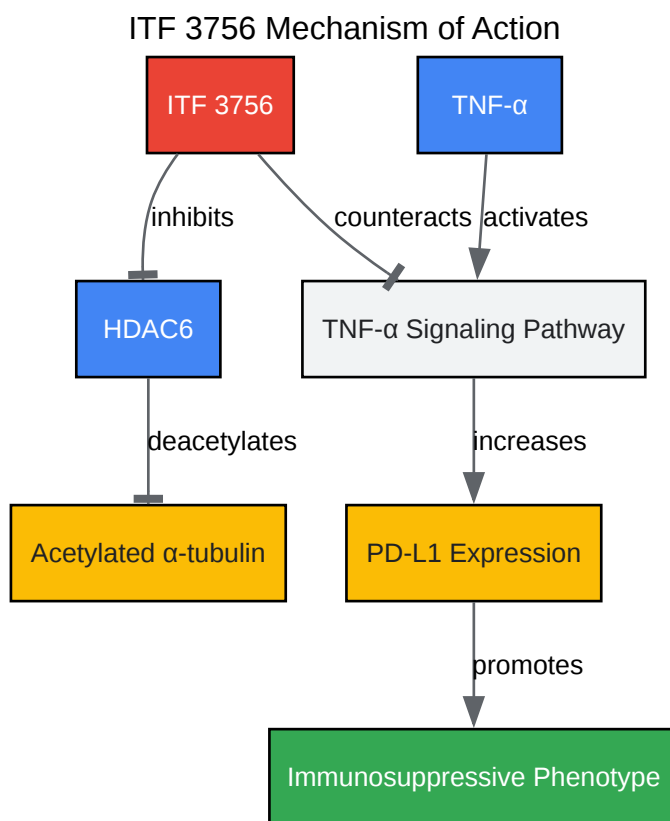 ITF 3756 Mechanism of Action
ITF 3756
TNF-α
inhibits
counteracts
activates
HDAC6
TNF-α Signaling Pathway
deacetylates
increases
Acetylated α-tubulin
PD-L1 Expression
promotes
Immunosuppressive Phenotype